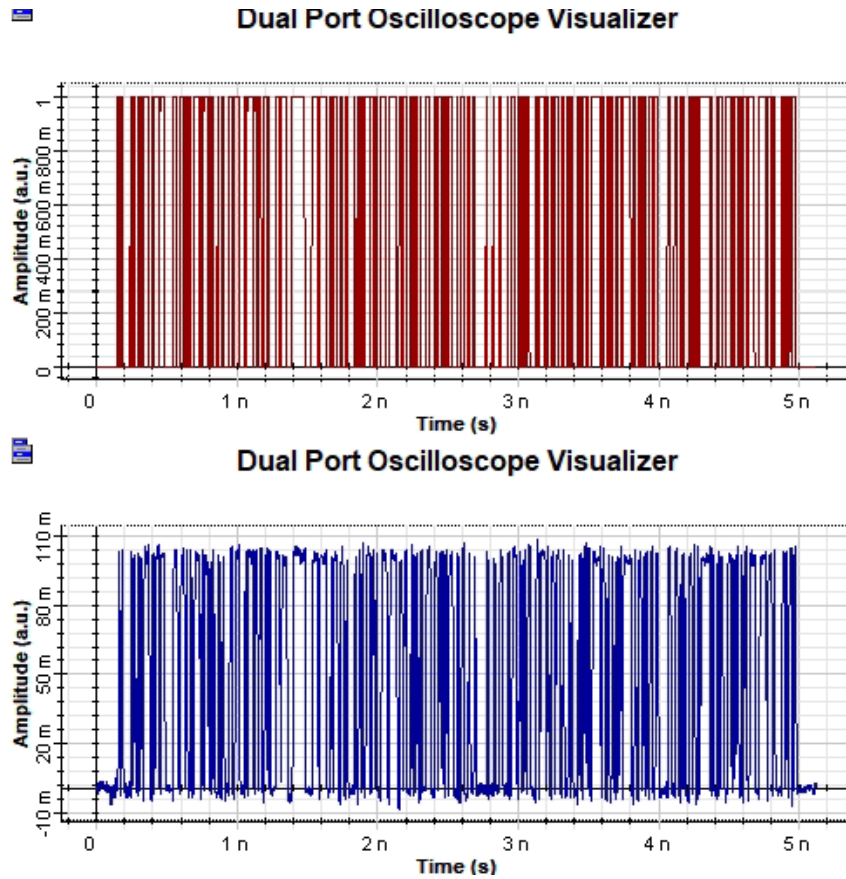 Dual Port Oscilloscope Visualizer
Amplitude (a.u.)
1
800 m
600 m
400 m
200 m
0
0 1 n 2 n 3 n 4 n 5 n
Time (s)
Dual Port Oscilloscope Visualizer
Amplitude (a.u.)
110 m
80 m
50 m
20 m
-10 m
0 1 n 2 n 3 n 4 n 5 n
Time (s)